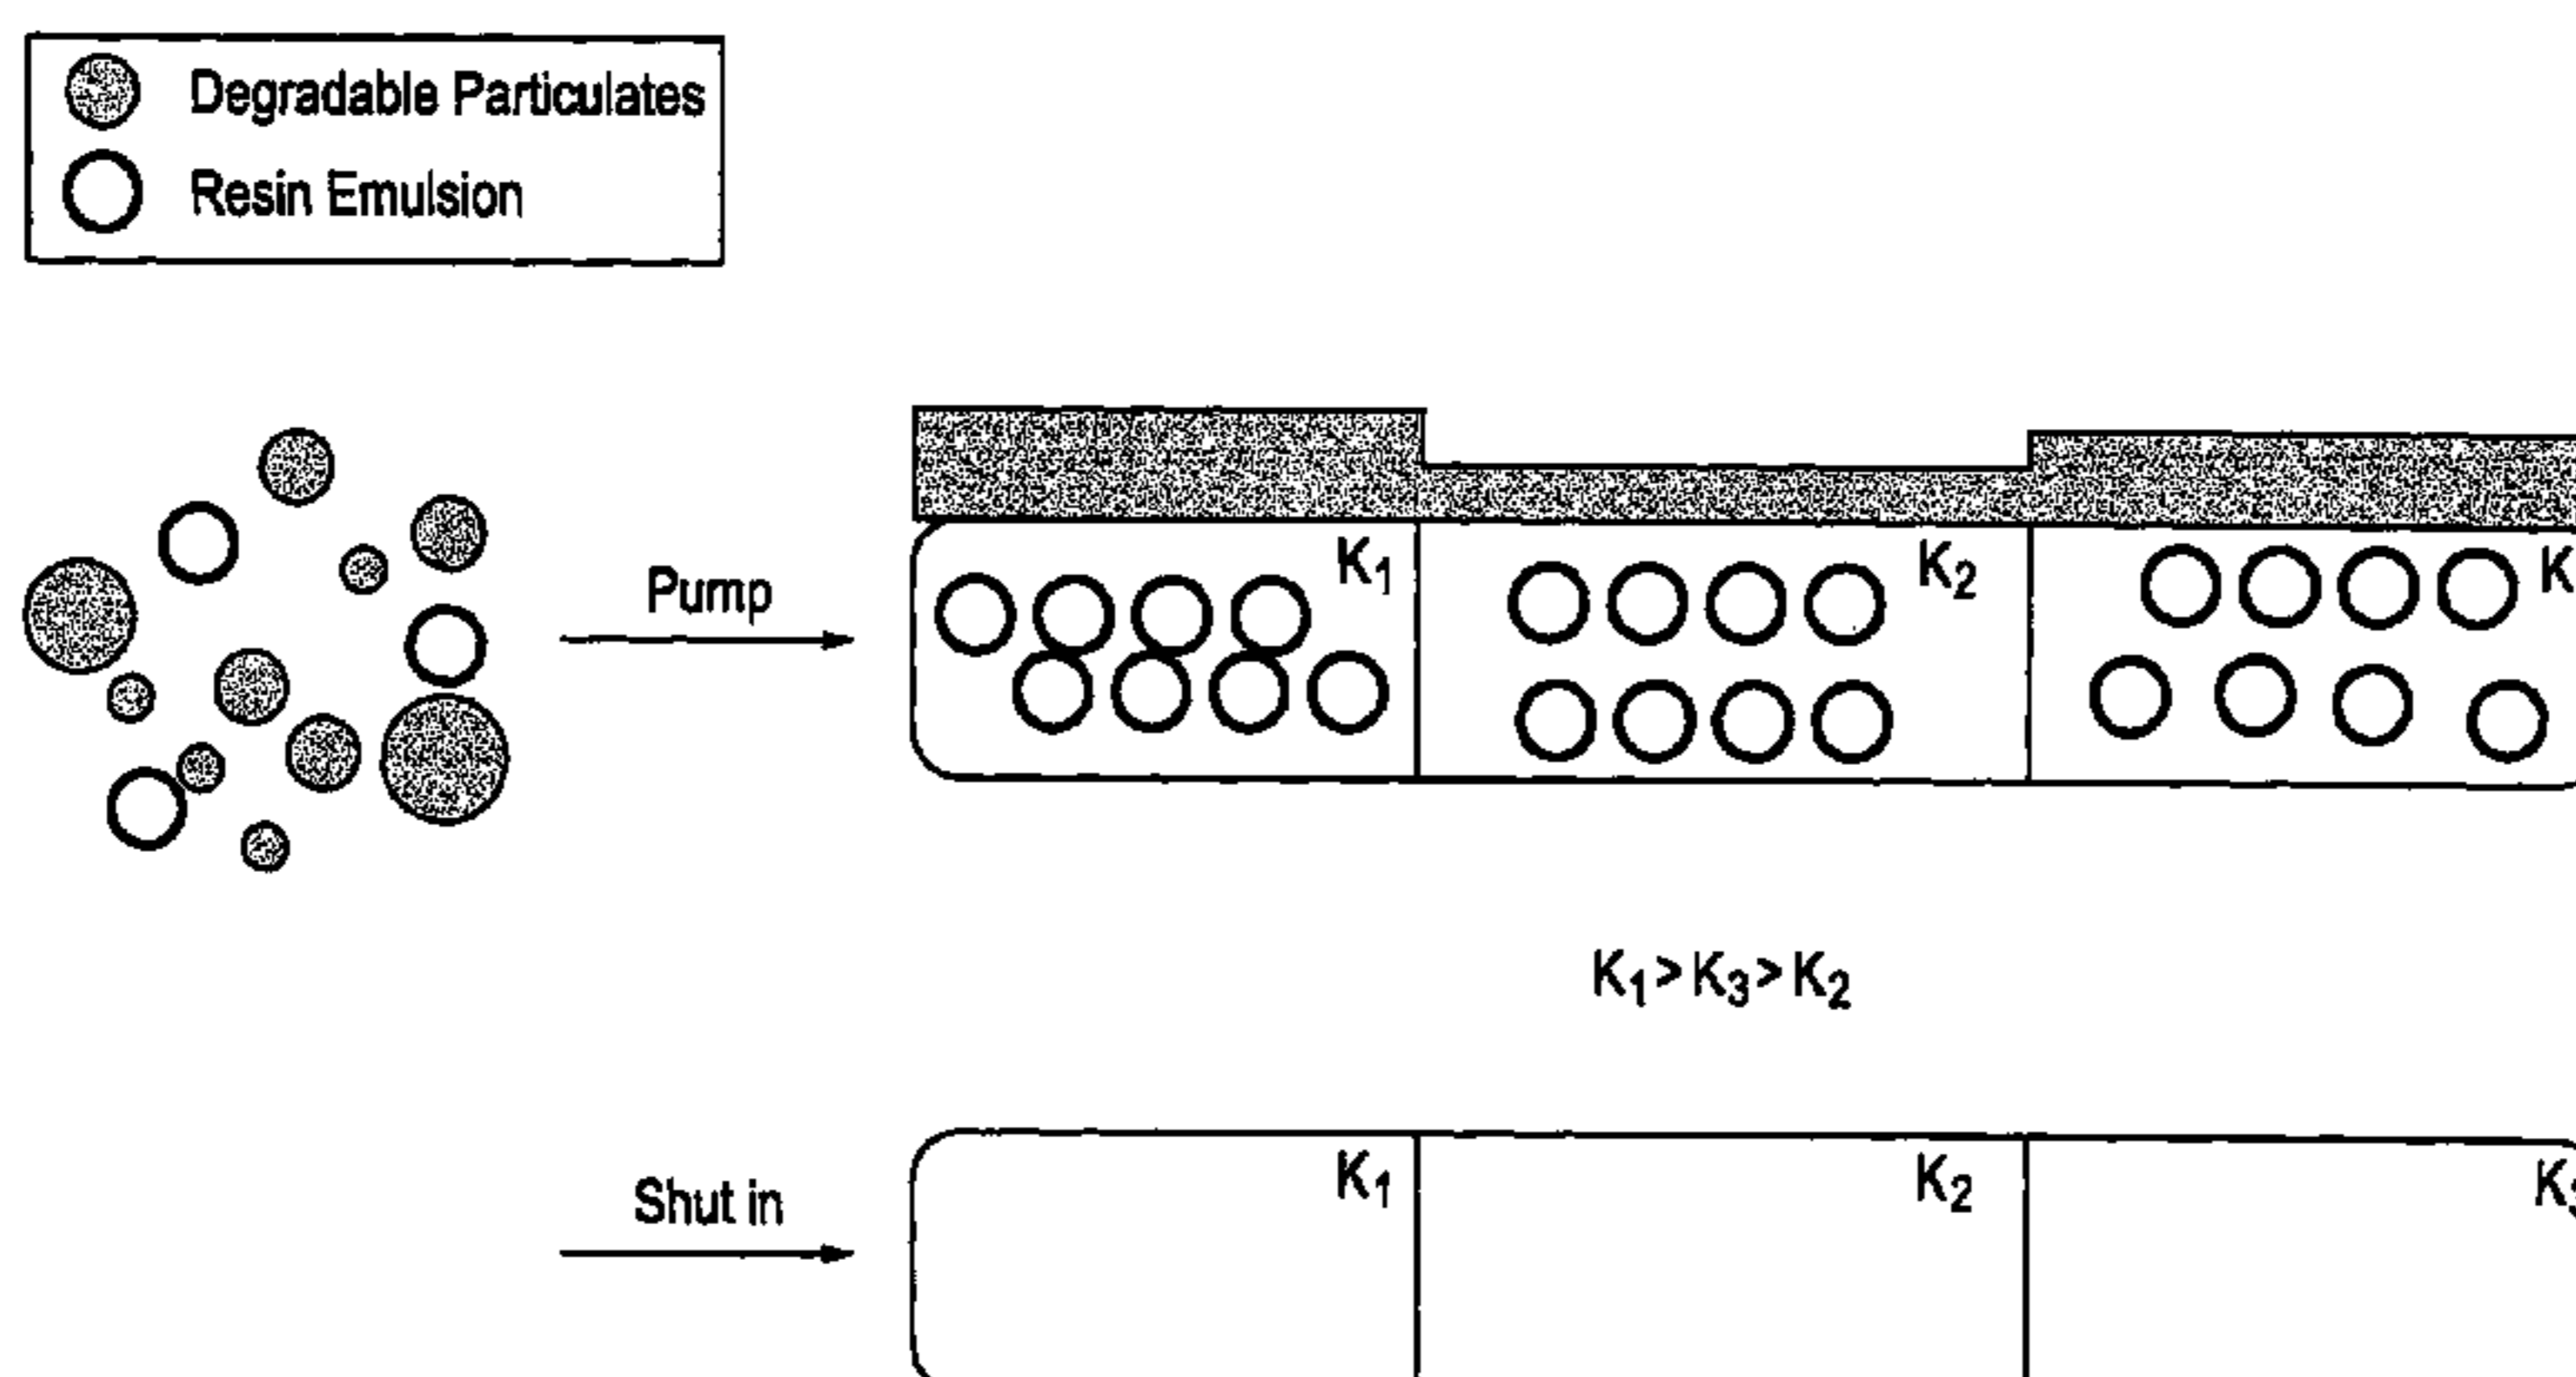 Degradable Particulates
Resin Emulsion
Pump
K₁
K₂
K
K₁>K₃>K₂
Shut in
K₁
K₂
K